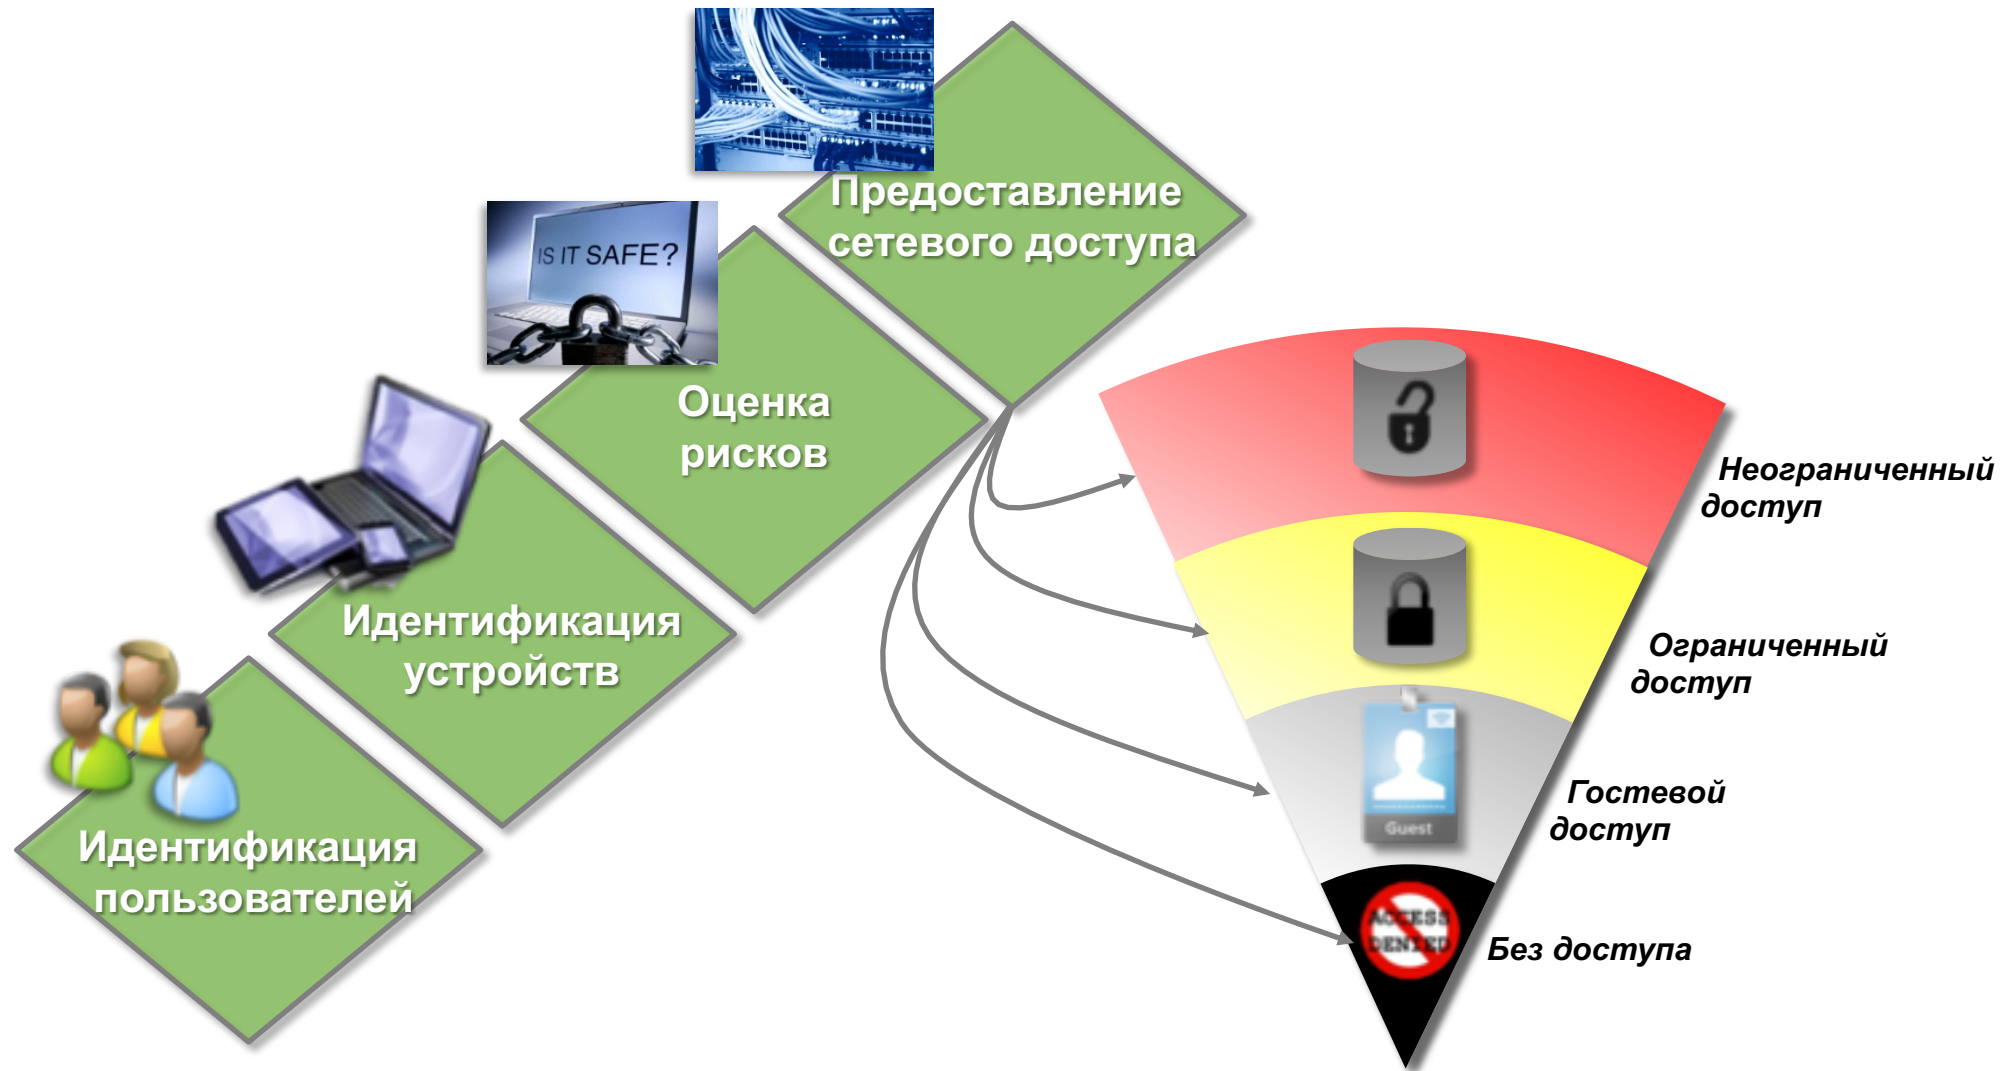 IS IT SAFE?
Предоставление
сетевого доступа
Оценка
рисков
Идентификация
устройств
Идентификация
пользователей
Неограниченный
доступ
Ограниченный
доступ
Guest
Гостевой
доступ
ACCESS
DENIED
Без доступа